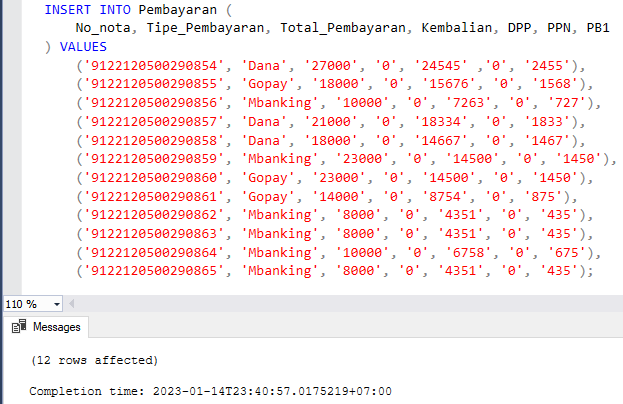 INSERT INTO Pembayaran (
No_nota, Tipe_Pembayaran, Total_Pembayaran, Kembalian, DPP, PPN, PB1
) VALUES
('9122120500290854', 'Dana', '27000', '0', '24545' ,'0', '2455'),
('9122120500290855', 'Gopay', '18000', '0', '15676', '0', '1568'),
('9122120500290856', 'Mbanking', '10000', '0', '7263', '0', '727'),
('9122120500290857', 'Dana', '21000', '0', '18334', '0', '1833'),
('9122120500290858', 'Dana', '18000', '0', '14667', '0', '1467'),
('9122120500290859', 'Mbanking', '23000', '0', '14500', '0', '1450'),
('9122120500290860', 'Gopay', '23000', '0', '14500', '0', '1450'),
('9122120500290861', 'Gopay', '14000', '0', '8754', '0', '875'),
('9122120500290862', 'Mbanking', '8000', '0', '4351', '0', '435'),
('9122120500290863', 'Mbanking', '8000', '0', '4351', '0', '435'),
('9122120500290864', 'Mbanking', '10000', '0', '6758', '0', '675'),
('9122120500290865', 'Mbanking', '8000', '0', '4351', '0', '435');
110 %
Messages
(12 rows affected)
Completion time: 2023-01-14T23:40:57.0175219+07:00